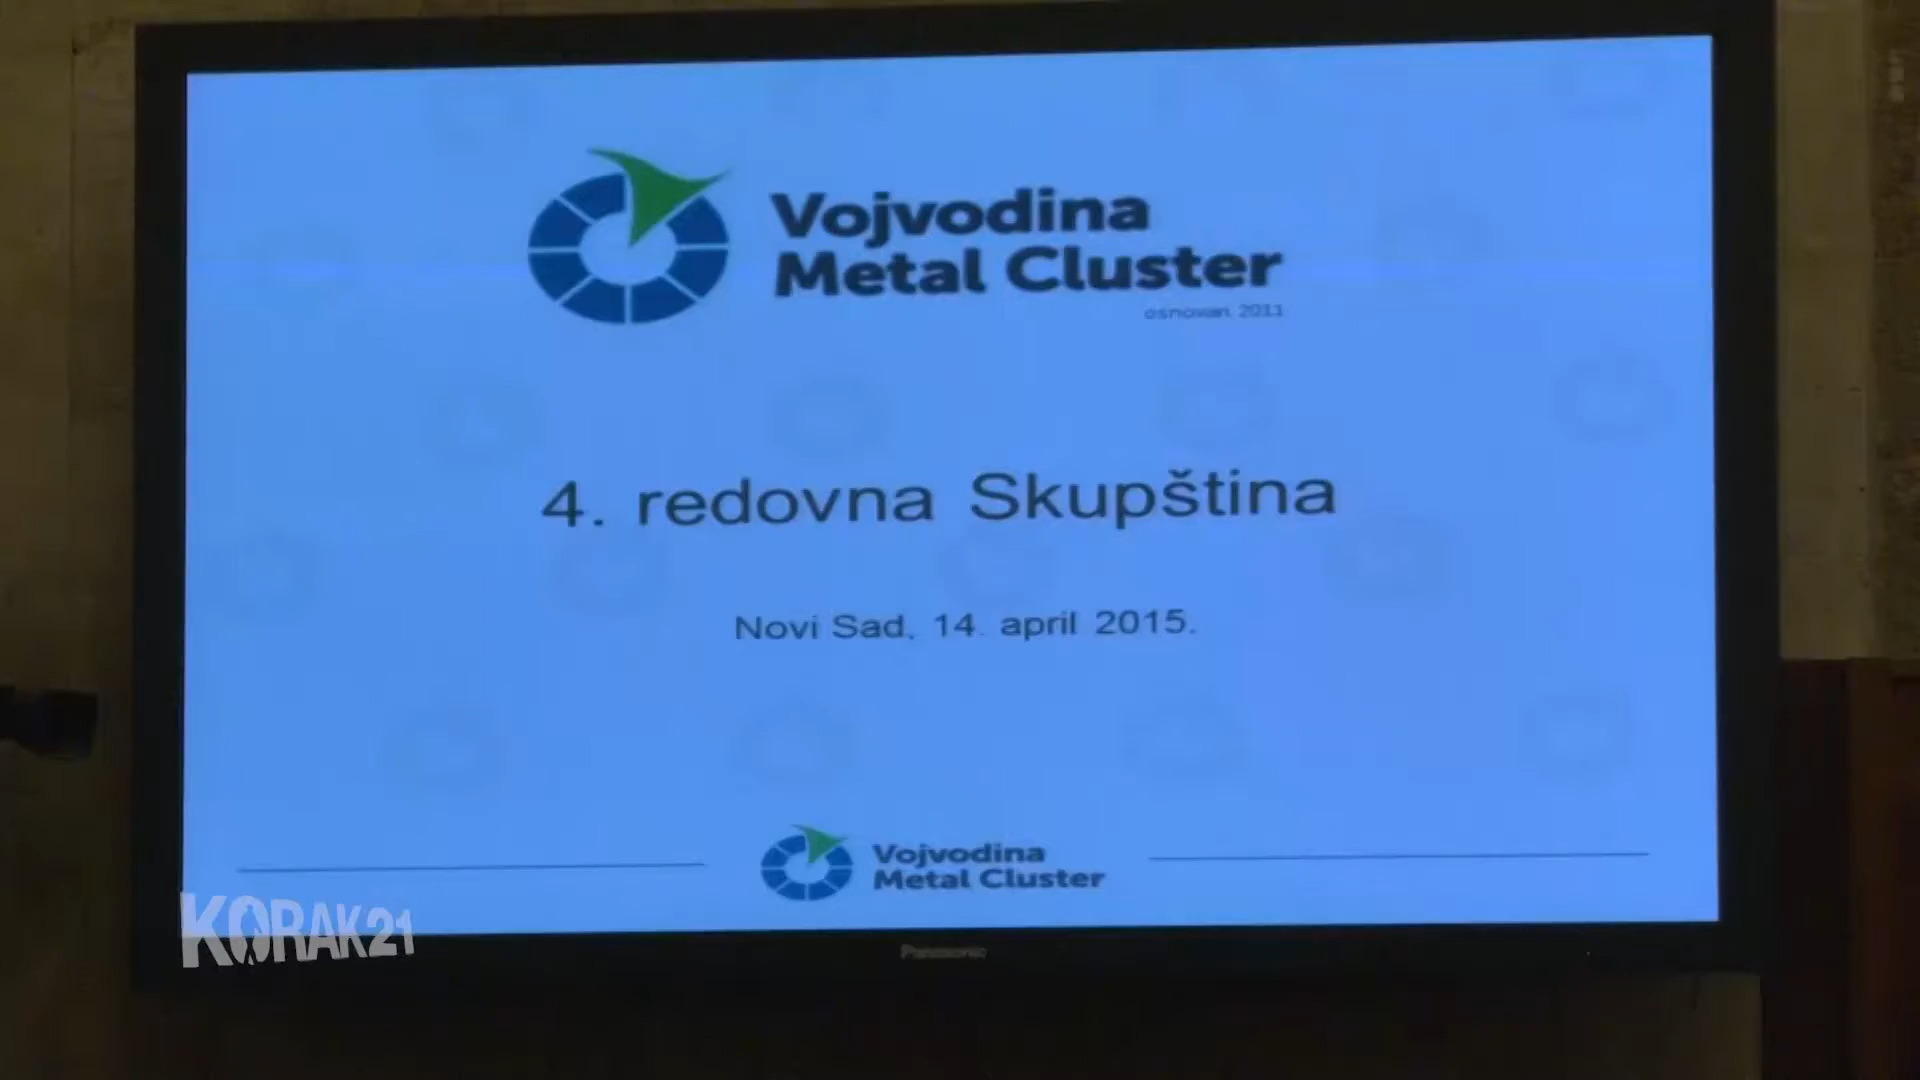 Vojvodina
Metal Cluster
osnovan 2011
4. redovna Skupština
Novi Sad, 14. april 2015.
Vojvodina
Metal Cluster
KORAK21
Panasonic